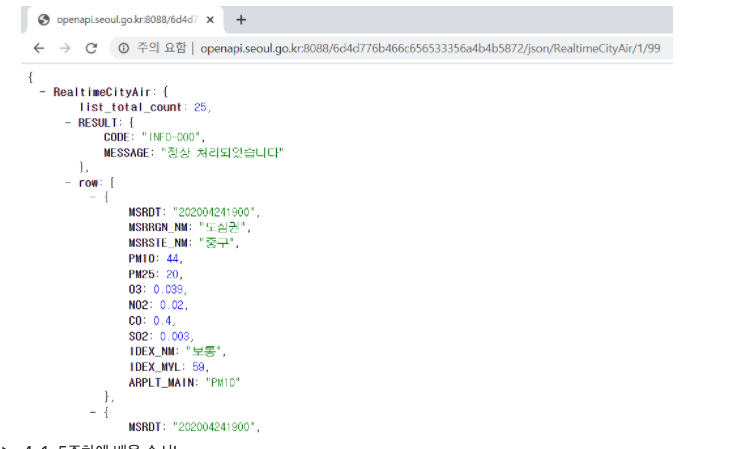 openapi.seoul.go.kr:8088/6d4d7
주의 요함 | openapi.seoul.go.kr:8088/6d4d776b466c656533356a4b4b5872/json/RealtimeCityAir/1/99
{
- RealtimeCityAir: {
list_total_count: 25,
- RESULT: {
CODE: "INFO-000",
MESSAGE: "정상 처리되었습니다"
},
- row: [
- {
MSRDT: "202004241900",
MSRRGN_NM: "도심권",
MSRSTE_NM: "중구",
PM10: 44,
PM25: 20,
O3: 0.039,
NO2: 0.02,
CO: 0.4,
SO2: 0.003,
IDEX_NM: "보통",
IDEX_MVL: 59,
ARPLT_MAIN: "PM10"
},
- {
MSRDT: "202004241900",